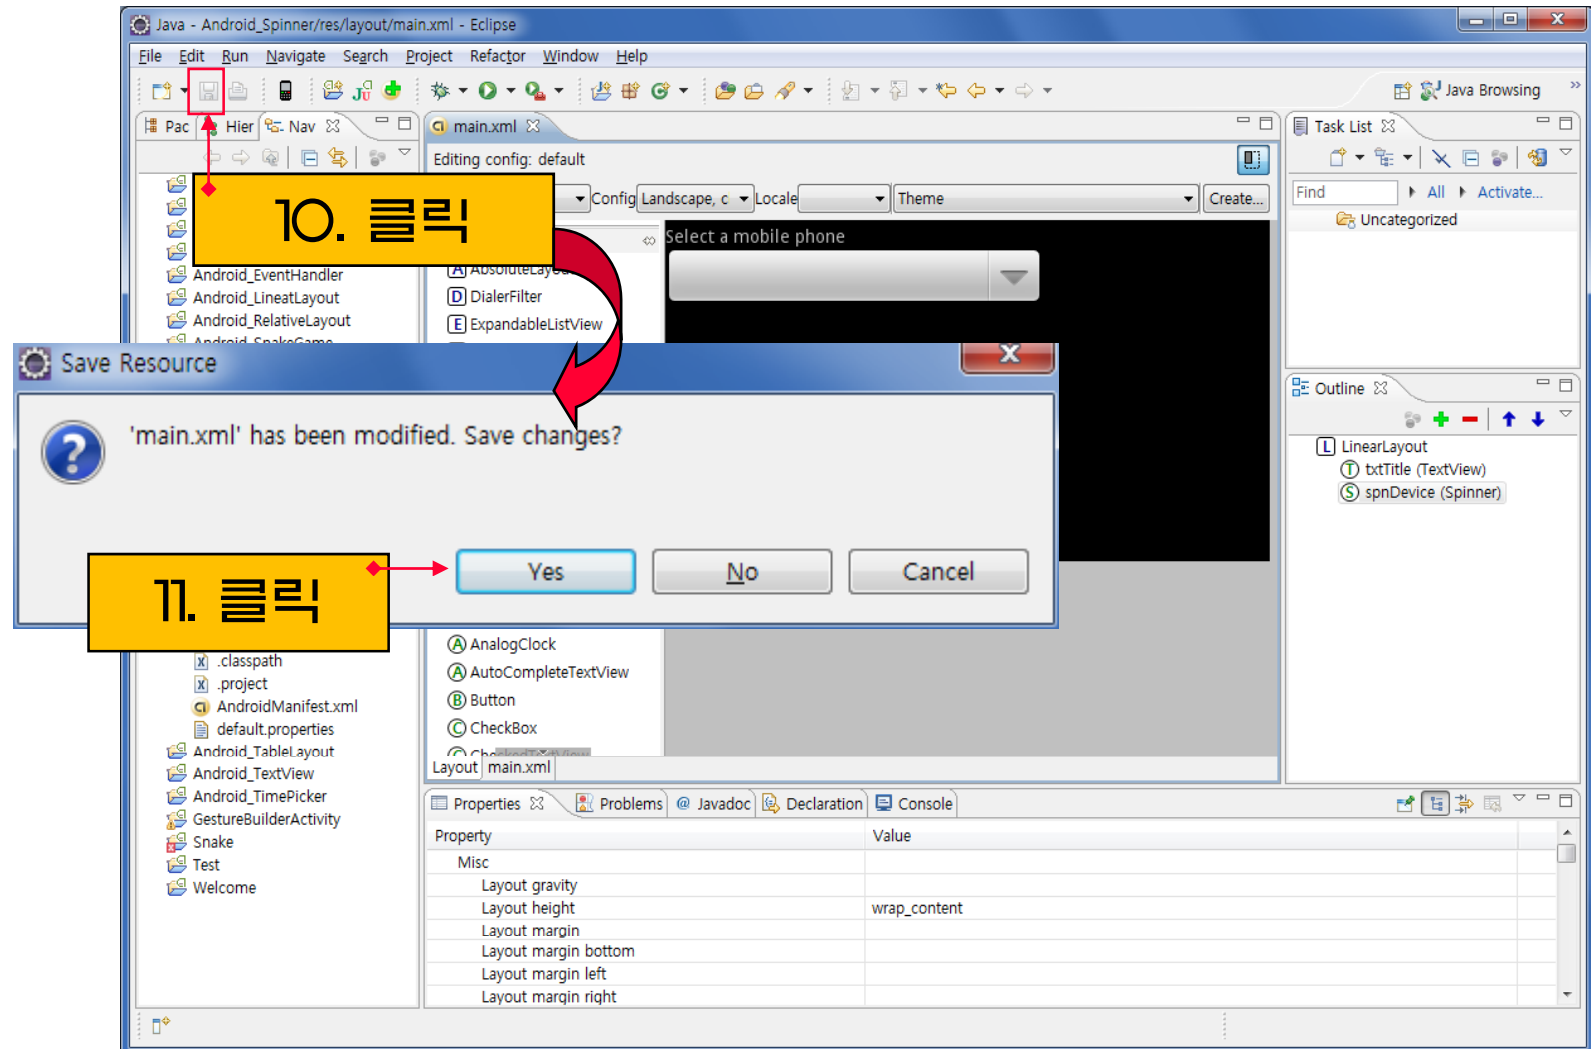 Java - Android_Spinner/res/layout/main.xml - Eclipse
File Edit Run Navigate Search Project Refactor Window Help
Java Browsing
Pac Hier Nav
main.xml
Task List
Editing config: default
Config Landscape, c Locale Theme Create...
Find All Activate...
Uncategorized
10. 클릭
Select a mobile phone
AbsoluteLayou
Android_EventHandler
DialerFilter
Android_LineatLayout
Android_RelativeLayout
ExpandableListView
Android_SnakeGame
Save Resource
'main.xml' has been modified. Save changes?
Yes No Cancel
11. 클릭
Outline
LinearLayout
txtTitle (TextView)
spnDevice (Spinner)
AnalogClock
.classpath
AutoCompleteTextView
.project
Button
AndroidManifest.xml
CheckBox
default.properties
CheckedTextView
Android_TableLayout
Layout main.xml
Android_TextView
Android_TimePicker
GestureBuilderActivity
Snake
Test
Welcome
Properties Problems @ Javadoc Declaration Console
Property Value
Misc
Layout gravity
Layout height wrap_content
Layout margin
Layout margin bottom
Layout margin left
Layout margin right